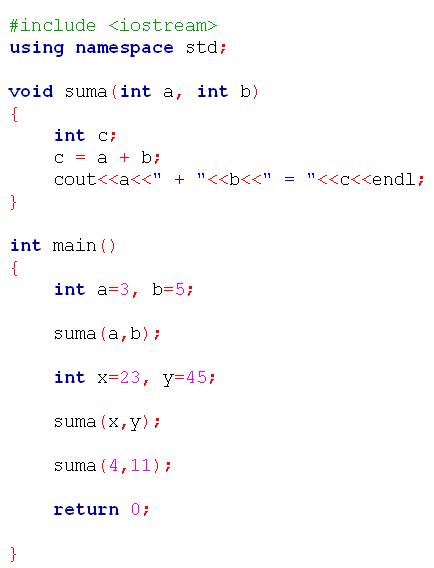 #include <iostream>
using namespace std;
void suma(int a, int b)
{
int c;
c = a + b;
cout<<a<<" + "<<b<<" = "<<c<<endl;
}
int main()
{
int a=3, b=5;
suma(a,b);
int x=23, y=45;
suma(x,y);
suma(4,11);
return 0;
}